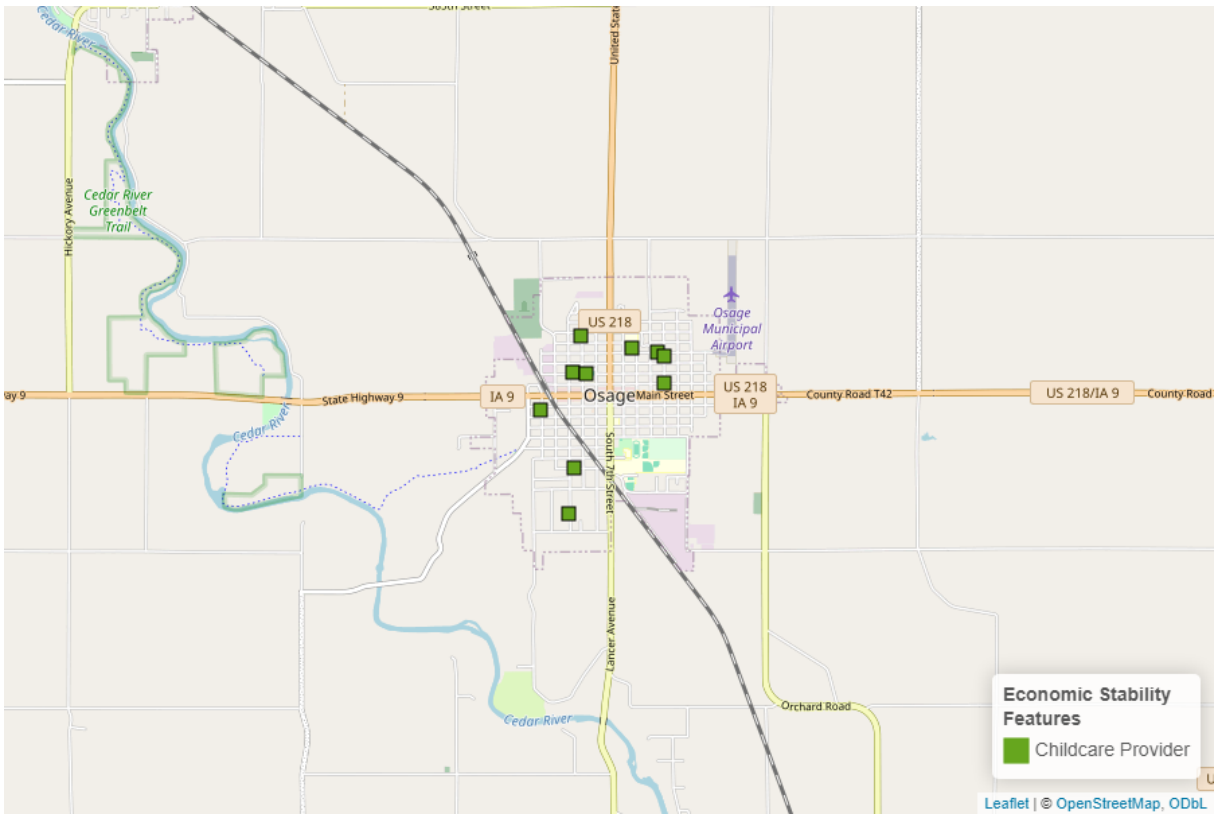 Cedar River
365th Street
United Stat
Hickory Avenue
Cedar River
Greenbelt
Trail
US 218
Osage
Municipal
Airport
ay 9
State Highway 9
IA 9
Osage
Main Street
US 218
IA 9
County Road T42
US 218/IA 9
County Road
Cedar River
South 7th Street
Lancer Avenue
Cedar River
Orchard Road
Economic Stability
Features
Childcare Provider
U
Leaflet | © OpenStreetMap, ODbL